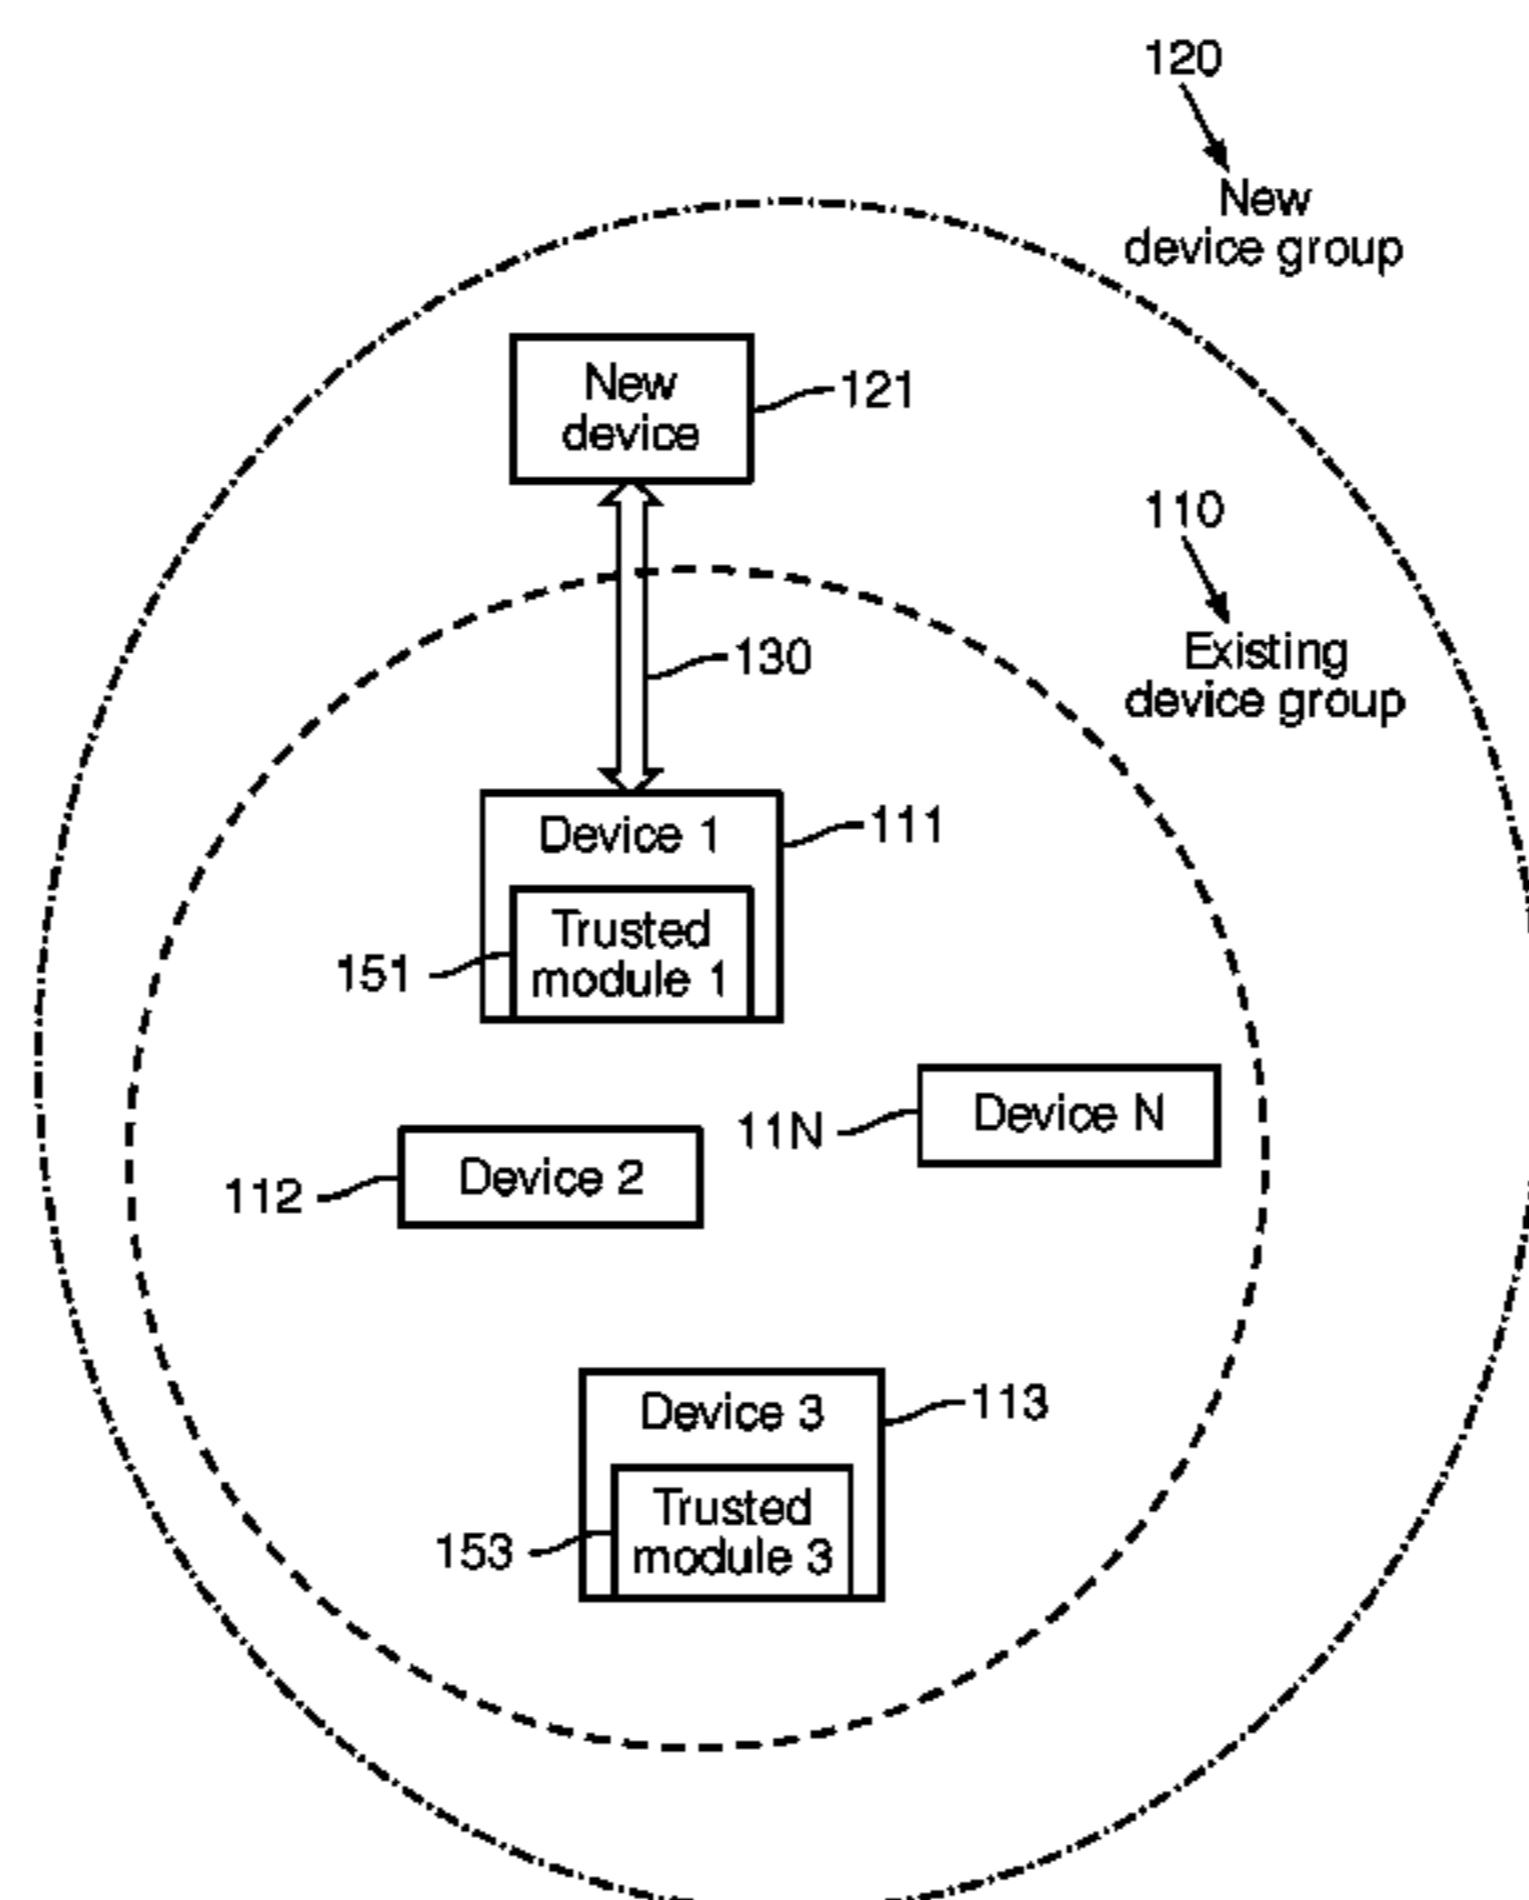 120
New
device group
New
device
121
110
Existing
device group
130
Device 1
111
Trusted
module 1
151
Device N
11N
Device 2
112
Device 3
113
Trusted
module 3
153